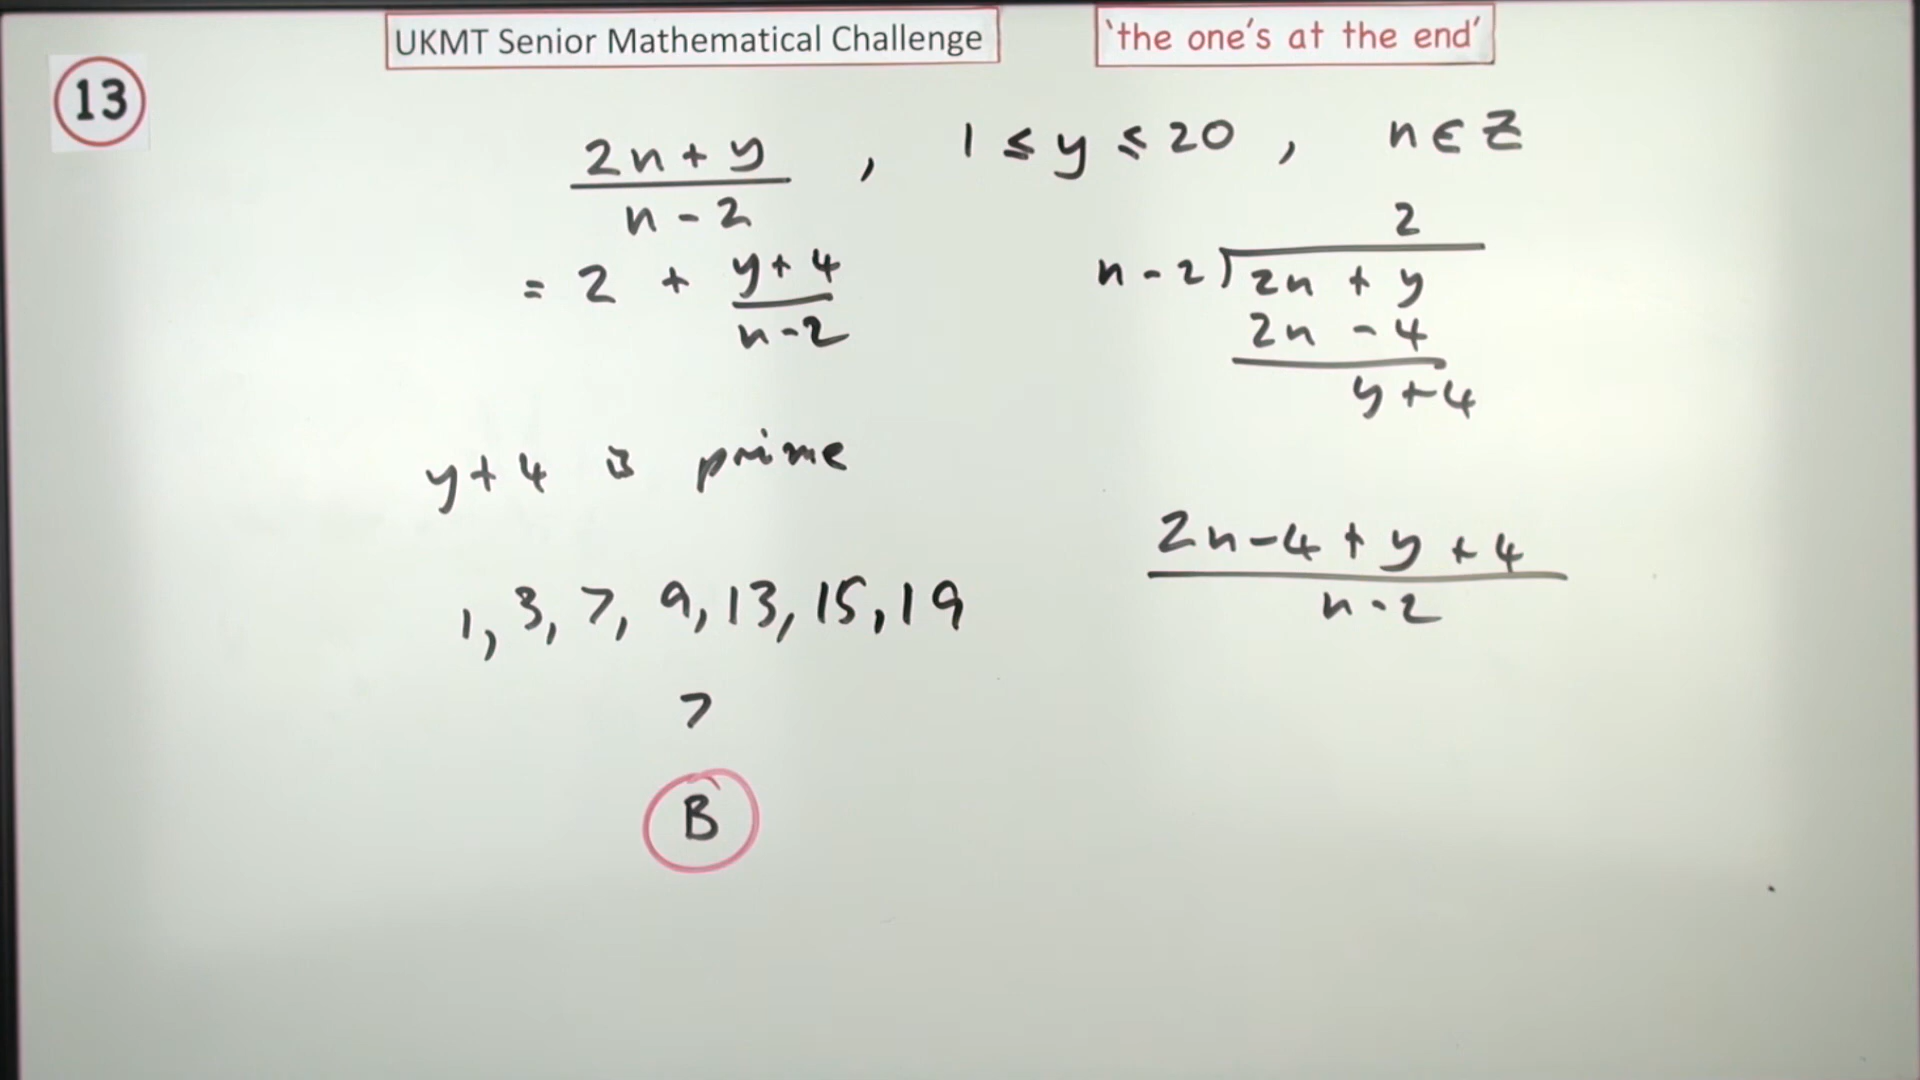 UKMT Senior Mathematical Challenge
'the one's at the end'
13
2n + y , 1 ≤ y ≤ 20 , n ∈ Z
n - 2
= 2 + y + 4
n - 2
2
n - 2 ) 2n + y
2n - 4
y + 4
y + 4 is prime
2n - 4 + y + 4
n - 2
1, 3, 7, 9, 13, 15, 19
7
B